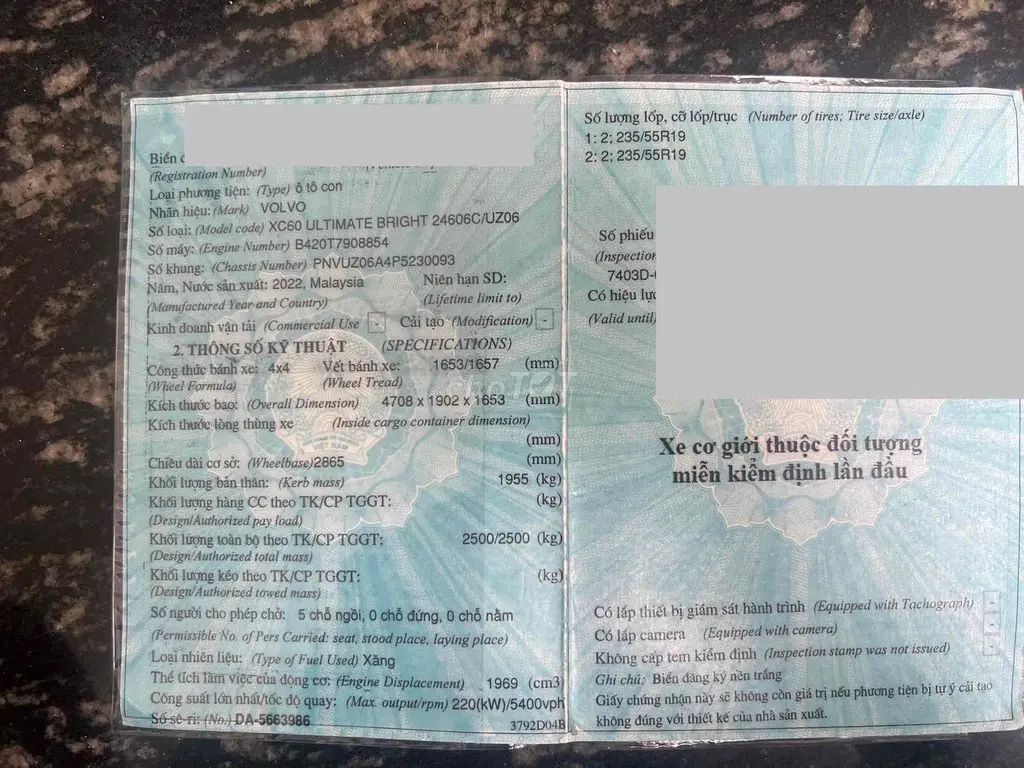 Biển
(Registration Number)
Loại phương tiện: (Type) ô tô con
Nhãn hiệu: (Mark) VOLVO
Số loại: (Model code) XC60 ULTIMATE BRIGHT 24606C/UZ06
Số máy: (Engine Number) B420T7908854
Số khung: (Chassis Number) PNVUZ06A4P5230093
Năm, Nước sản xuất: 2022, Malaysia Niên hạn SD:
(Manufactured Year and Country) (Lifetime limit to)
Kinh doanh vận tải (Commercial Use - Cải tạo (Modification) -
2. THÔNG SỐ KỸ THUẬT (SPECIFICATIONS)
Công thức bánh xe: 4x4 Vết bánh xe: 1653/1657 (mm)
(Wheel Formula) (Wheel Tread)
Kích thước bao: (Overall Dimension) 4708 x 1902 x 1653 (mm)
Kích thước lòng thùng xe (Inside cargo container dimension)
(mm)
Chiều dài cơ sở: (Wheelbase)2865 (mm)
Khối lượng bản thân: (Kerb mass) 1955 (kg)
Khối lượng hàng CC theo TK/CP TGGT: (kg)
(Design/Authorized pay load)
Khối lượng toàn bộ theo TK/CP TGGT: 2500/2500 (kg)
(Design/Authorized total mass)
Khối lượng kéo theo TK/CP TGGT: (kg)
(Design/Authorized towed mass)
Số người cho phép chở: 5 chỗ ngồi, 0 chỗ đứng, 0 chỗ nằm
(Permissible No. of Pers Carried: seat, stood place, laying place)
Loại nhiên liệu: (Type of Fuel Used) Xăng
Thể tích làm việc của động cơ: (Engine Displacement) 1969 (cm3)
Công suất lớn nhất/tốc độ quay: (Max. output/rpm) 220(kW)/5400vph
Số sê-ri: (No.) DA-5663986 3792D04B
Số lượng lốp, cỡ lốp/trục (Number of tires; Tire size/axle)
1: 2; 235/55R19
2: 2; 235/55R19
Số phiếu
(Inspection
7403D-
Có hiệu lực
(Valid until)
Xe cơ giới thuộc đối tượng
miễn kiểm định lần đầu
Có lắp thiết bị giám sát hành trình (Equipped with Tachograph) -
Có lắp camera (Equipped with camera) -
Không cấp tem kiểm định (Inspection stamp was not issued) -
Ghi chú: Biển đăng ký nền trắng
Giấy chứng nhận này sẽ không còn giá trị nếu phương tiện bị tự ý cải tạo
không đúng với thiết kế của nhà sản xuất.